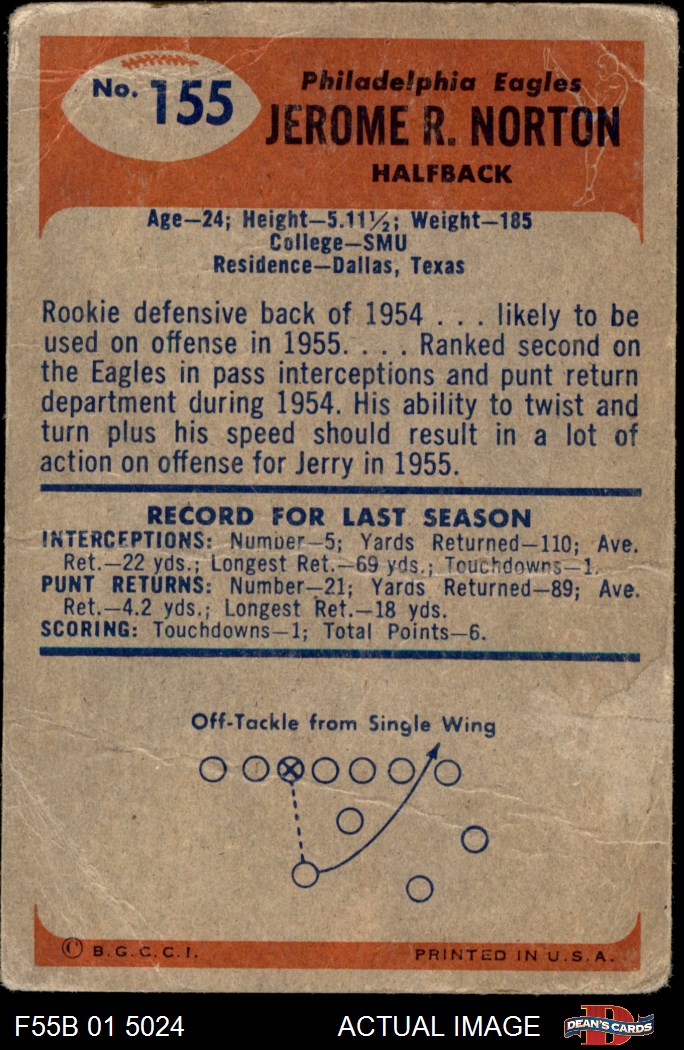 No. 155
Philadelphia Eagles
JEROME R. NORTON
HALFBACK
Age—24; Height—5.11½; Weight—185
College—SMU
Residence—Dallas, Texas
Rookie defensive back of 1954 . . . likely to be
used on offense in 1955. . . . Ranked second on
the Eagles in pass interceptions and punt return
department during 1954. His ability to twist and
turn plus his speed should result in a lot of
action on offense for Jerry in 1955.
RECORD FOR LAST SEASON
INTERCEPTIONS: Number—5; Yards Returned—110; Ave.
Ret.—22 yds.; Longest Ret.—69 yds.; Touchdowns—1.
PUNT RETURNS: Number—21; Yards Returned—89; Ave.
Ret.—4.2 yds.; Longest Ret.—18 yds.
SCORING: Touchdowns—1; Total Points—6.
Off-Tackle from Single Wing
© B.G.C.C.I. PRINTED IN U.S.A.
F55B 01 5024 ACTUAL IMAGE D DEAN'S CARDS